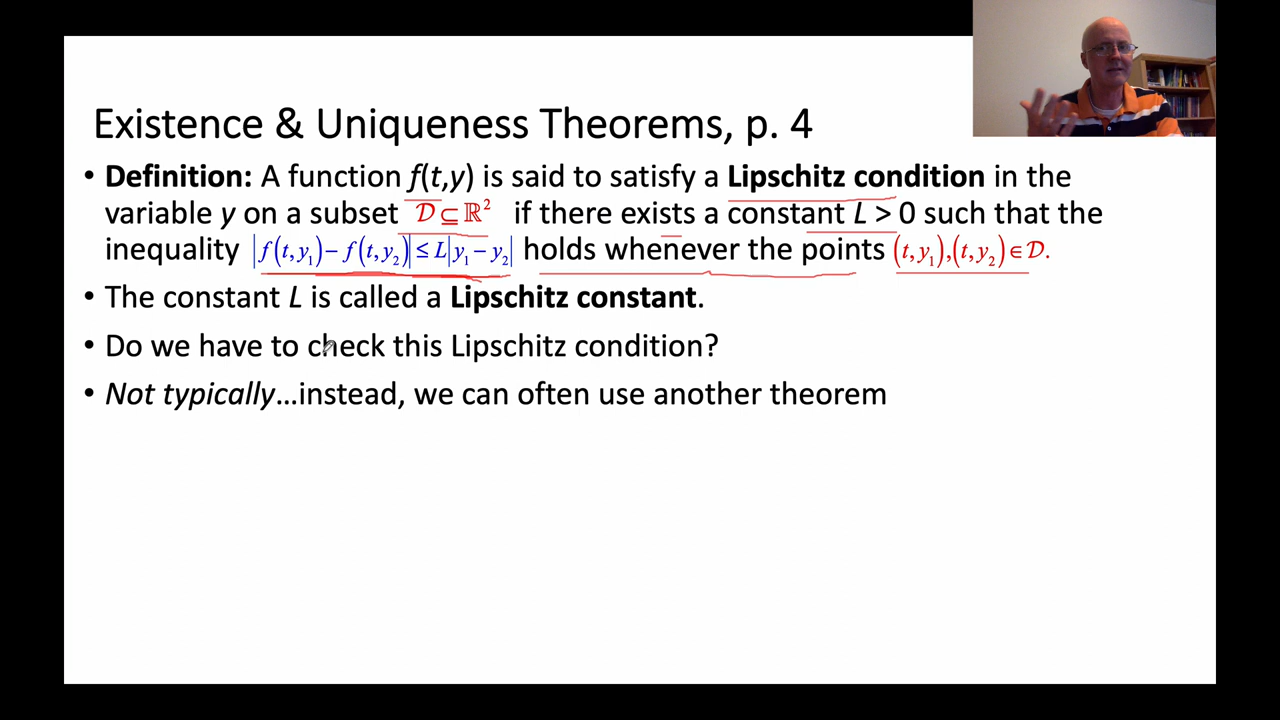 Existence & Uniqueness Theorems, p. 4
• Definition: A function f(t,y) is said to satisfy a Lipschitz condition in the
variable y on a subset 𝒟 ⊆ ℝ² if there exists a constant L > 0 such that the
inequality |f(t,y₁) − f(t,y₂)| ≤ L|y₁ − y₂| holds whenever the points (t,y₁),(t,y₂) ∈ 𝒟.
• The constant L is called a Lipschitz constant.
• Do we have to check this Lipschitz condition?
• Not typically…instead, we can often use another theorem